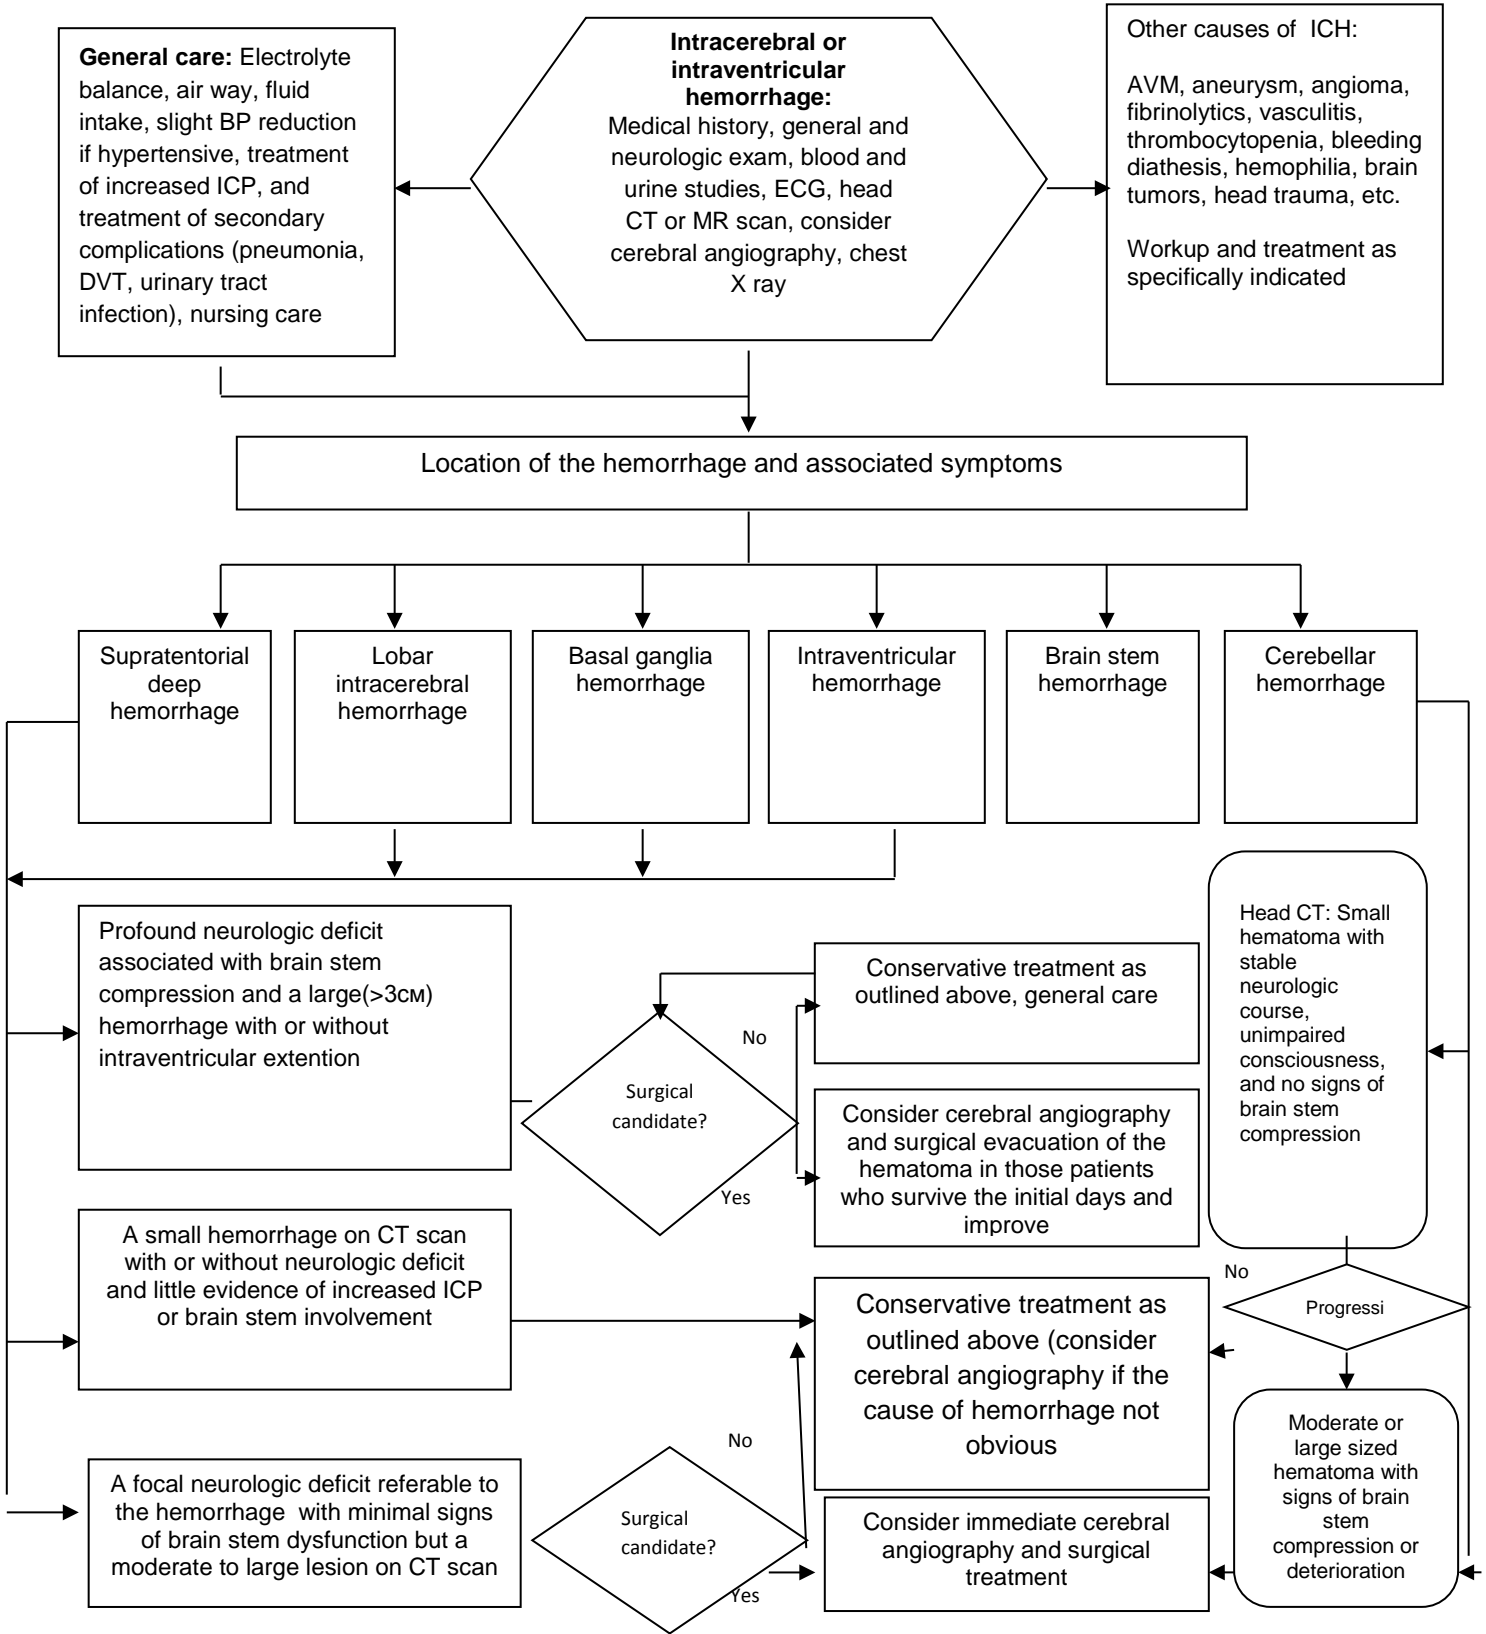 General care: Electrolyte
balance, air way, fluid
intake, slight BP reduction
if hypertensive, treatment
of increased ICP, and
treatment of secondary
complications (pneumonia,
DVT, urinary tract
infection), nursing care
Intracerebral or
intraventricular
hemorrhage:
Medical history, general and
neurologic exam, blood and
urine studies, ECG, head
CT or MR scan, consider
cerebral angiography, chest
X ray
Other causes of ICH:
AVM, aneurysm, angioma,
fibrinolytics, vasculitis,
thrombocytopenia, bleeding
diathesis, hemophilia, brain
tumors, head trauma, etc.
Workup and treatment as
specifically indicated
Location of the hemorrhage and associated symptoms
Supratentorial
deep
hemorrhage
Lobar
intracerebral
hemorrhage
Basal ganglia
hemorrhage
Intraventricular
hemorrhage
Brain stem
hemorrhage
Cerebellar
hemorrhage
Profound neurologic deficit
associated with brain stem
compression and a large(>3см)
hemorrhage with or without
intraventricular extention
Surgical
candidate?
No
Yes
Conservative treatment as
outlined above, general care
Consider cerebral angiography
and surgical evacuation of the
hematoma in those patients
who survive the initial days and
improve
Head CT: Small
hematoma with
stable
neurologic
course,
unimpaired
consciousness,
and no signs of
brain stem
compression
A small hemorrhage on CT scan
with or without neurologic deficit
and little evidence of increased ICP
or brain stem involvement
Conservative treatment as
outlined above (consider
cerebral angiography if the
cause of hemorrhage not
obvious
No
Progressi
A focal neurologic deficit referable to
the hemorrhage with minimal signs
of brain stem dysfunction but a
moderate to large lesion on CT scan
Surgical
candidate?
No
Yes
Consider immediate cerebral
angiography and surgical
treatment
Moderate or
large sized
hematoma with
signs of brain
stem
compression or
deterioration